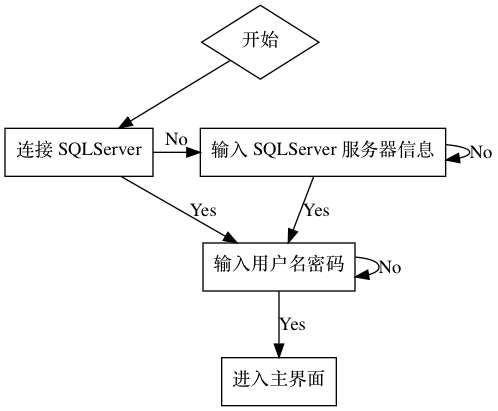 开始
连接 SQLServer
No
输入 SQLServer 服务器信息
No
Yes
Yes
输入用户名密码
No
Yes
进入主界面